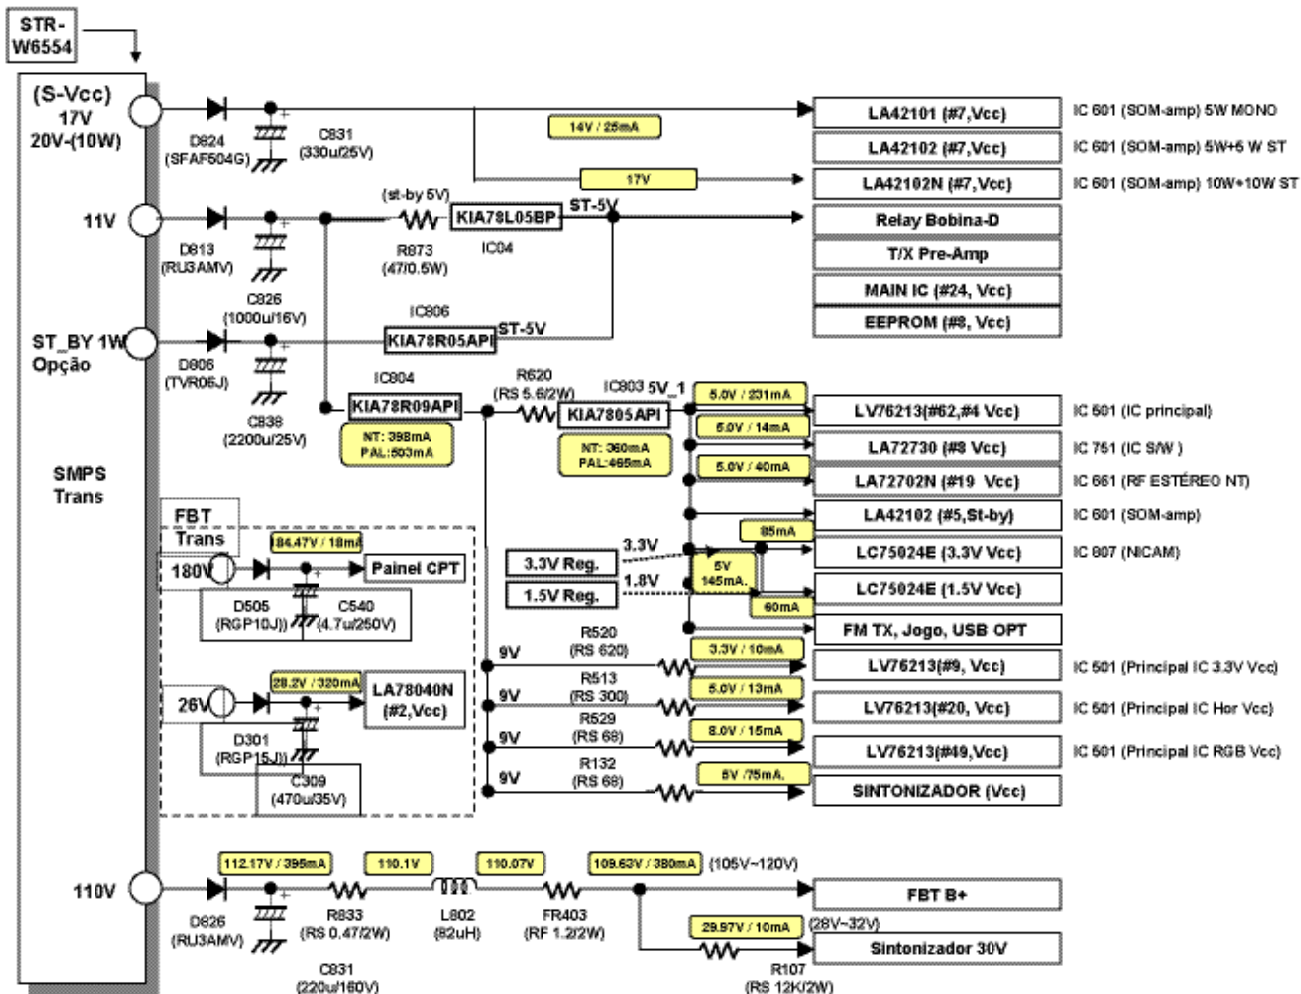 STR-
W6554
(S-Vcc)
17V
20V-(10W)
D824
(SFAF504G)
C831
(330u/25V)
14V / 25mA
17V
LA42101 (#7,Vcc)
IC 601 (SOM-amp) 5W MONO
LA42102 (#7,Vcc)
IC 601 (SOM-amp) 5W+5 W ST
LA42102N (#7,Vcc)
IC 601 (SOM-amp) 10W+10W ST
11V
D813
(RU3AMV)
C826
(1000u/16V)
(st-by 5V)
R873
(47/0.5W)
KIA78L05BP
IC04
ST-5V
Relay Bobina-D
T/X Pre-Amp
MAIN IC (#24, Vcc)
EEPROM (#8, Vcc)
ST_BY 1W
Opção
D806
(TVR06J)
C838
(2200u/25V)
IC806
KIA78R05API
ST-5V
IC804
KIA78R09API
NT: 398mA
PAL:503mA
R620
(RS 5.6/2W)
IC803
5V_1
KIA7805API
NT: 360mA
PAL:465mA
5.0V / 231mA
LV76213(#62,#4 Vcc)
IC 501 (IC principal)
5.0V / 14mA
LA72730 (#8 Vcc)
IC 751 (IC S/W )
5.0V / 40mA
LA72702N (#19 Vcc)
IC 661 (RF ESTÉREO NT)
LA42102 (#5,St-by)
IC 601 (SOM-amp)
85mA
3.3V
3.3V Reg.
LC75024E (3.3V Vcc)
IC 807 (NICAM)
5V
145mA.
1.8V
1.5V Reg.
LC75024E (1.5V Vcc)
60mA
FM TX, Jogo, USB OPT
SMPS
Trans
FBT
Trans
180V
184.47V / 18mA
Painel CPT
D505
(RGP10J))
C540
(4.7u/250V)
26V
28.2V / 320mA
LA78040N
(#2,Vcc)
D301
(RGP15J))
C309
(470u/35V)
9V
R520
(RS 620)
3.3V / 10mA
LV76213(#9, Vcc)
IC 501 (Principal IC 3.3V Vcc)
9V
R513
(RS 300)
5.0V / 13mA
LV76213(#20, Vcc)
IC 501 (Principal IC Hor Vcc)
9V
R529
(RS 68)
8.0V / 15mA
LV76213(#49,Vcc)
IC 501 (Principal IC RGB Vcc)
9V
R132
(RS 68)
5V /75mA.
SINTONIZADOR (Vcc)
110V
D826
(RU3AMV)
112.17V / 395mA
C831
(220u/160V)
R833
(RS 0.47/2W)
110.1V
L802
(82uH)
110.07V
FR403
(RF 1.2/2W)
109.63V / 380mA
(105V~120V)
FBT B+
29.97V / 10mA
(28V~32V)
R107
(RS 12K/2W)
Sintonizador 30V